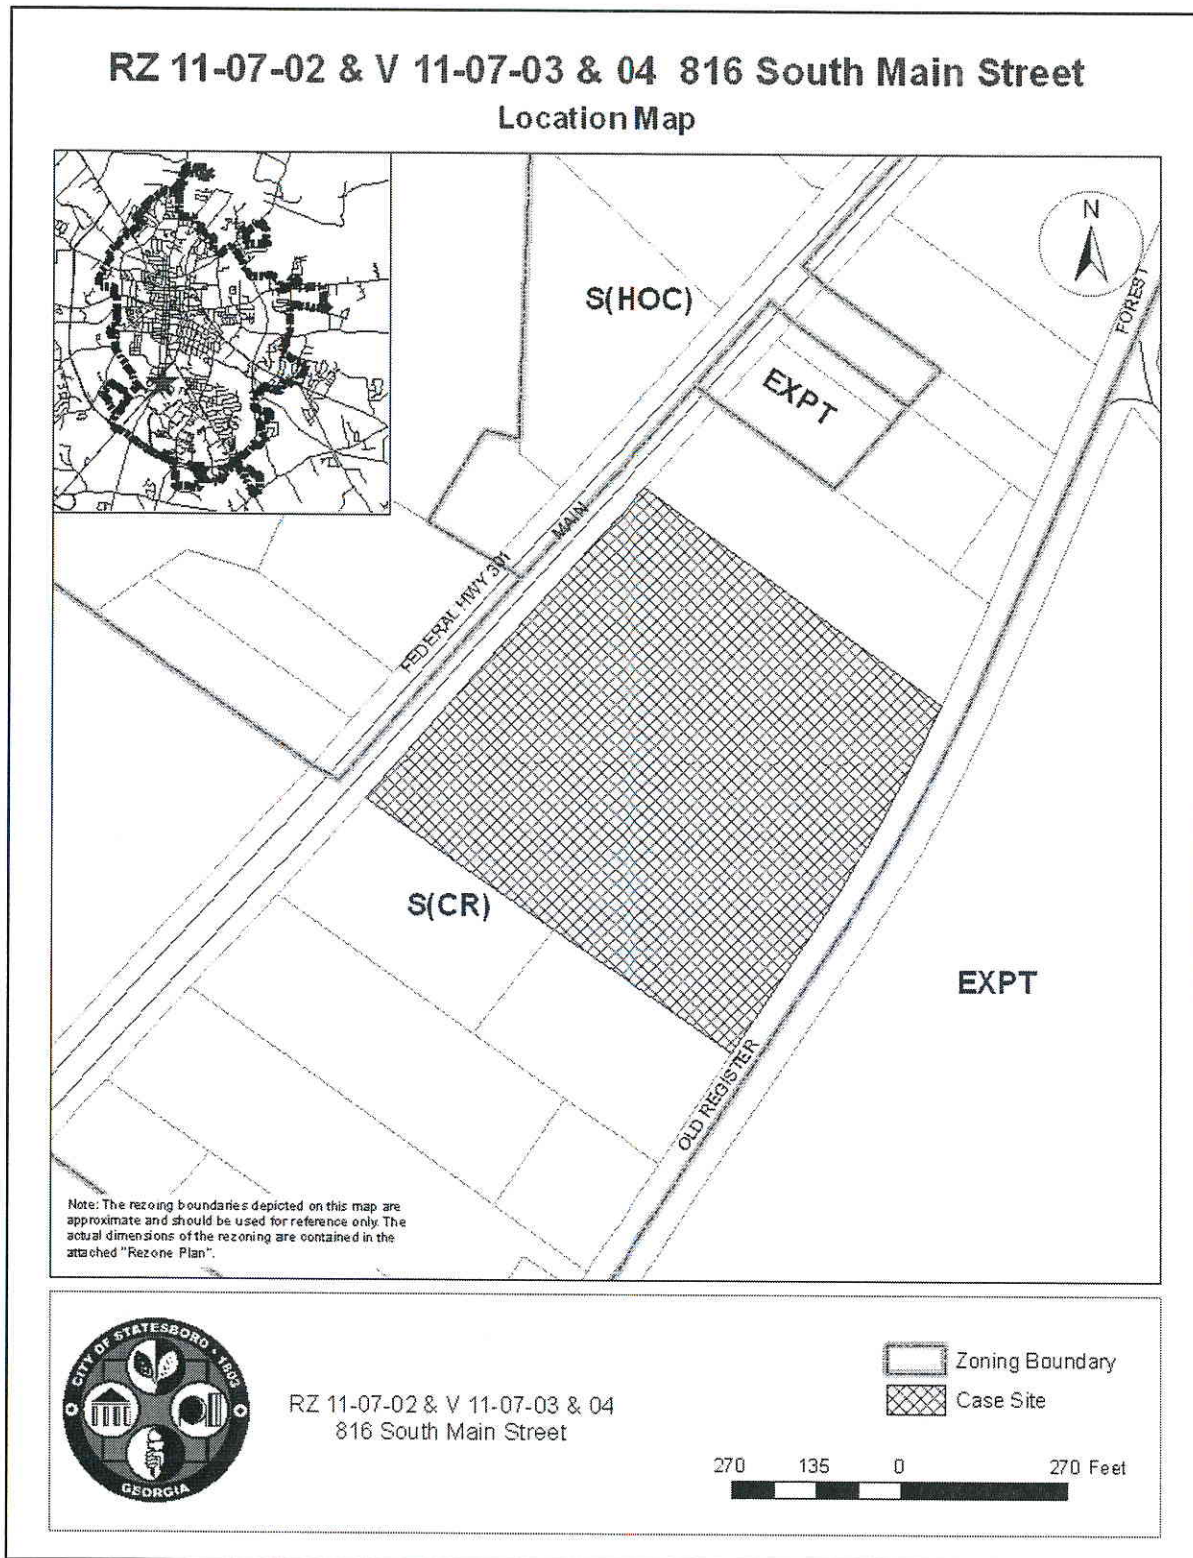 RZ 11-07-02 & V 11-07-03 & 04 816 South Main Street
Location Map
N
FOREST
S(HOC)
EXPT
MAIN
FEDERAL HWY 301
S(CR)
EXPT
OLD REGISTER
Note: The rezoing boundaries depicted on this map are
approximate and should be used for reference only. The
actual dimensions of the rezoning are contained in the
attached "Rezone Plan".
CITY OF STATESBORO · 1803
GEORGIA
RZ 11-07-02 & V 11-07-03 & 04
816 South Main Street
Zoning Boundary
Case Site
270 135 0 270 Feet